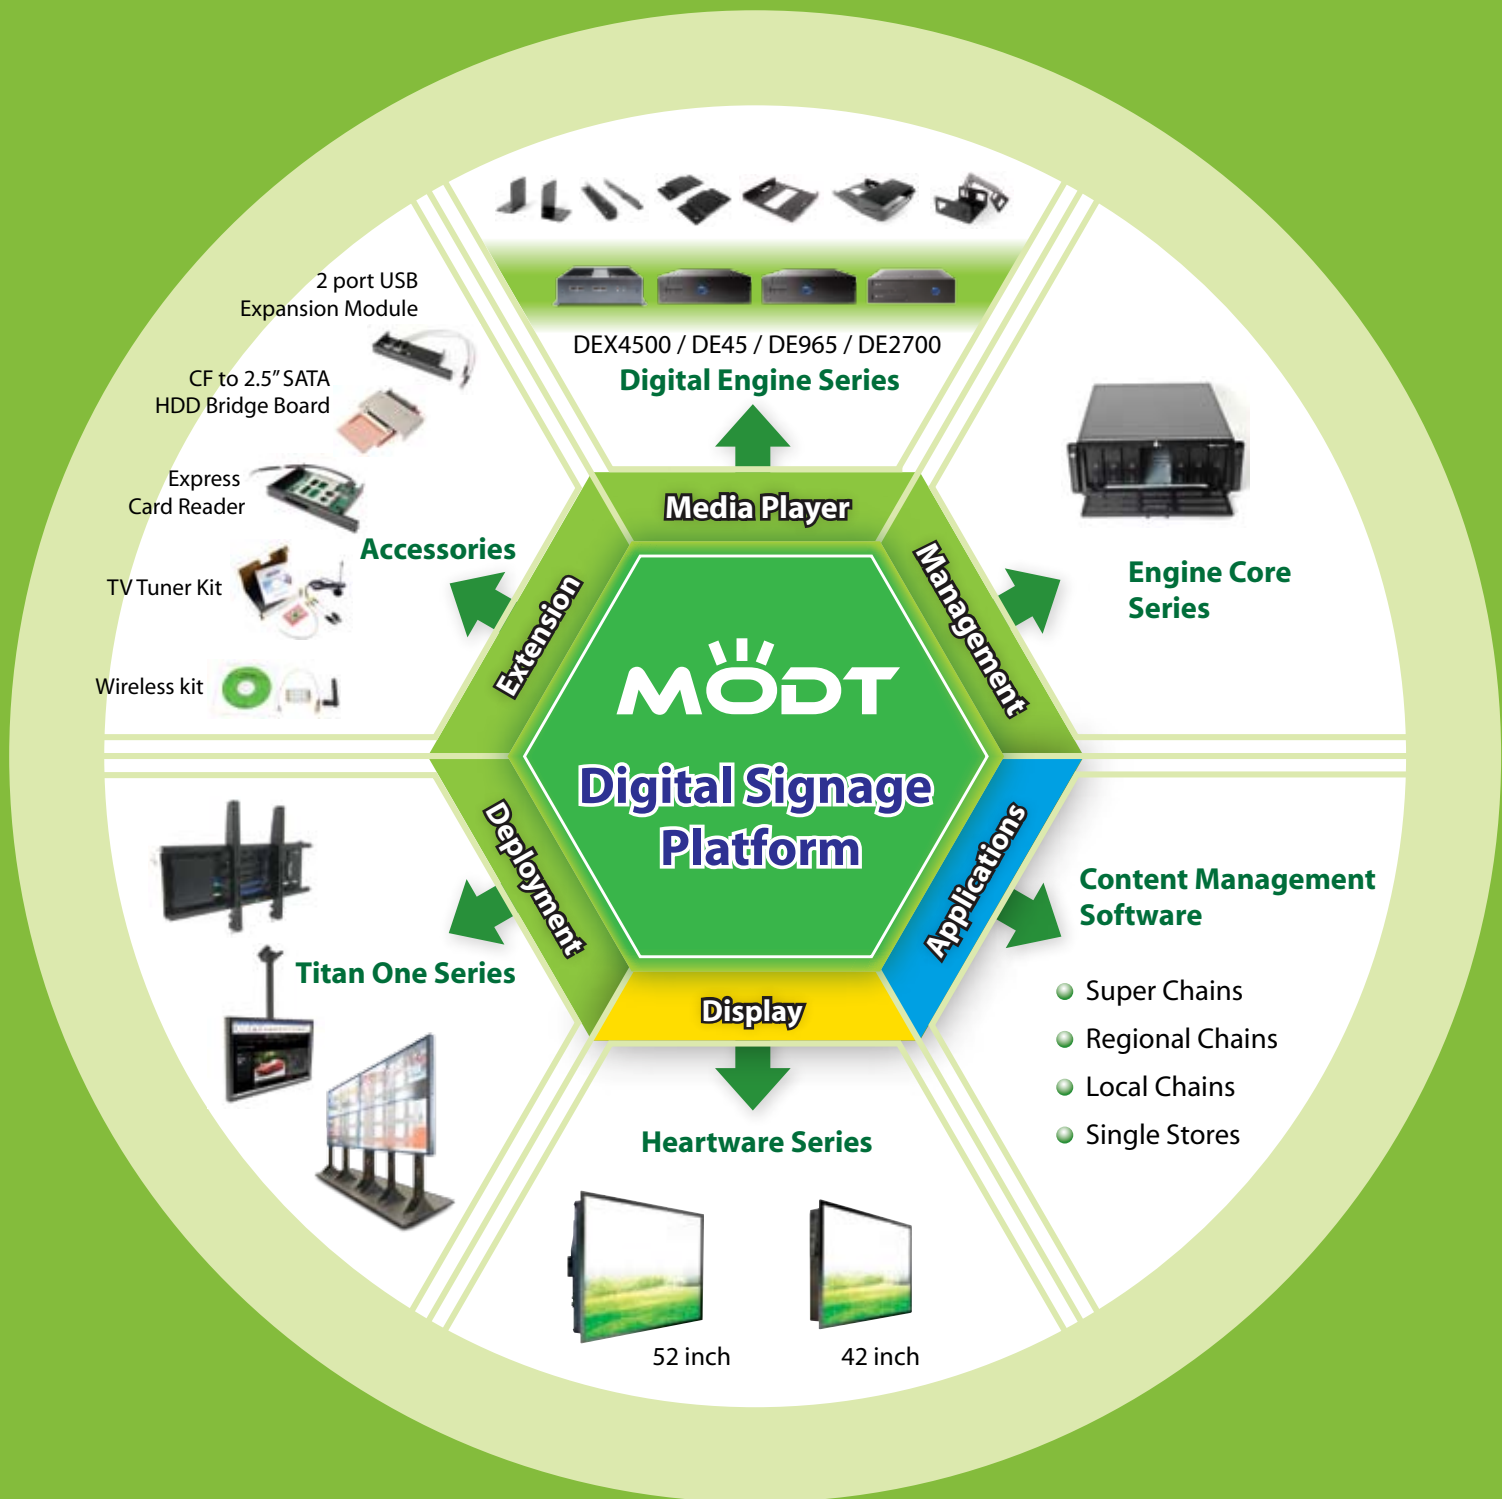 DEX4500 / DE45 / DE965 / DE2700
Digital Engine Series
Media Player
2 port USB
Expansion Module
CF to 2.5” SATA
HDD Bridge Board
Express
Card Reader
TV Tuner Kit
Wireless kit
Accessories
Extension
Management
Engine Core
Series
MODT
Digital Signage
Platform
Deployment
Titan One Series
Applications
Content Management
Software
Super Chains
Regional Chains
Local Chains
Single Stores
Display
Heartware Series
52 inch
42 inch